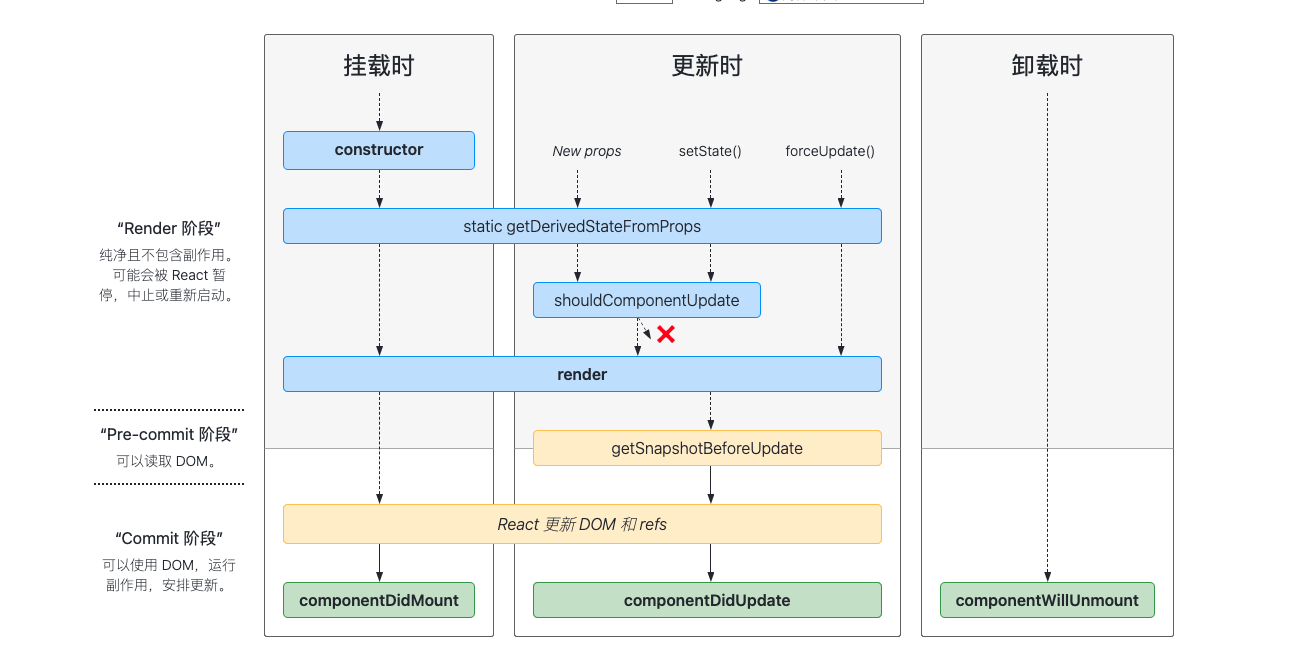 挂载时
更新时
卸载时
constructor
New props
setState()
forceUpdate()
static getDerivedStateFromProps
“Render 阶段”
纯净且不包含副作用。
可能会被 React 暂
停，中止或重新启动。
shouldComponentUpdate
render
“Pre-commit 阶段”
可以读取 DOM。
getSnapshotBeforeUpdate
React 更新 DOM 和 refs
“Commit 阶段”
可以使用 DOM，运行
副作用，安排更新。
componentDidMount
componentDidUpdate
componentWillUnmount